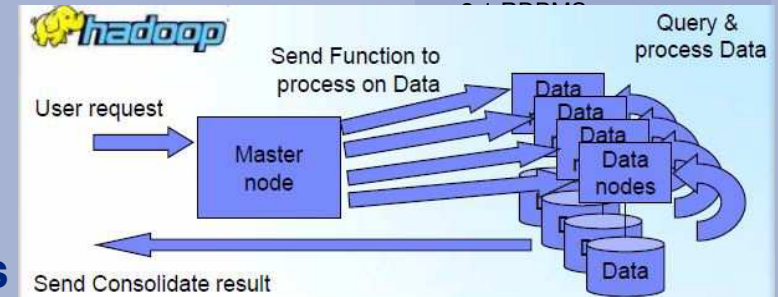 hadoop
Query &
process Data
Send Function to
process on Data
User request
Master
node
Data
Data
Data
Data
nodes
Data
Send Consolidate result
s